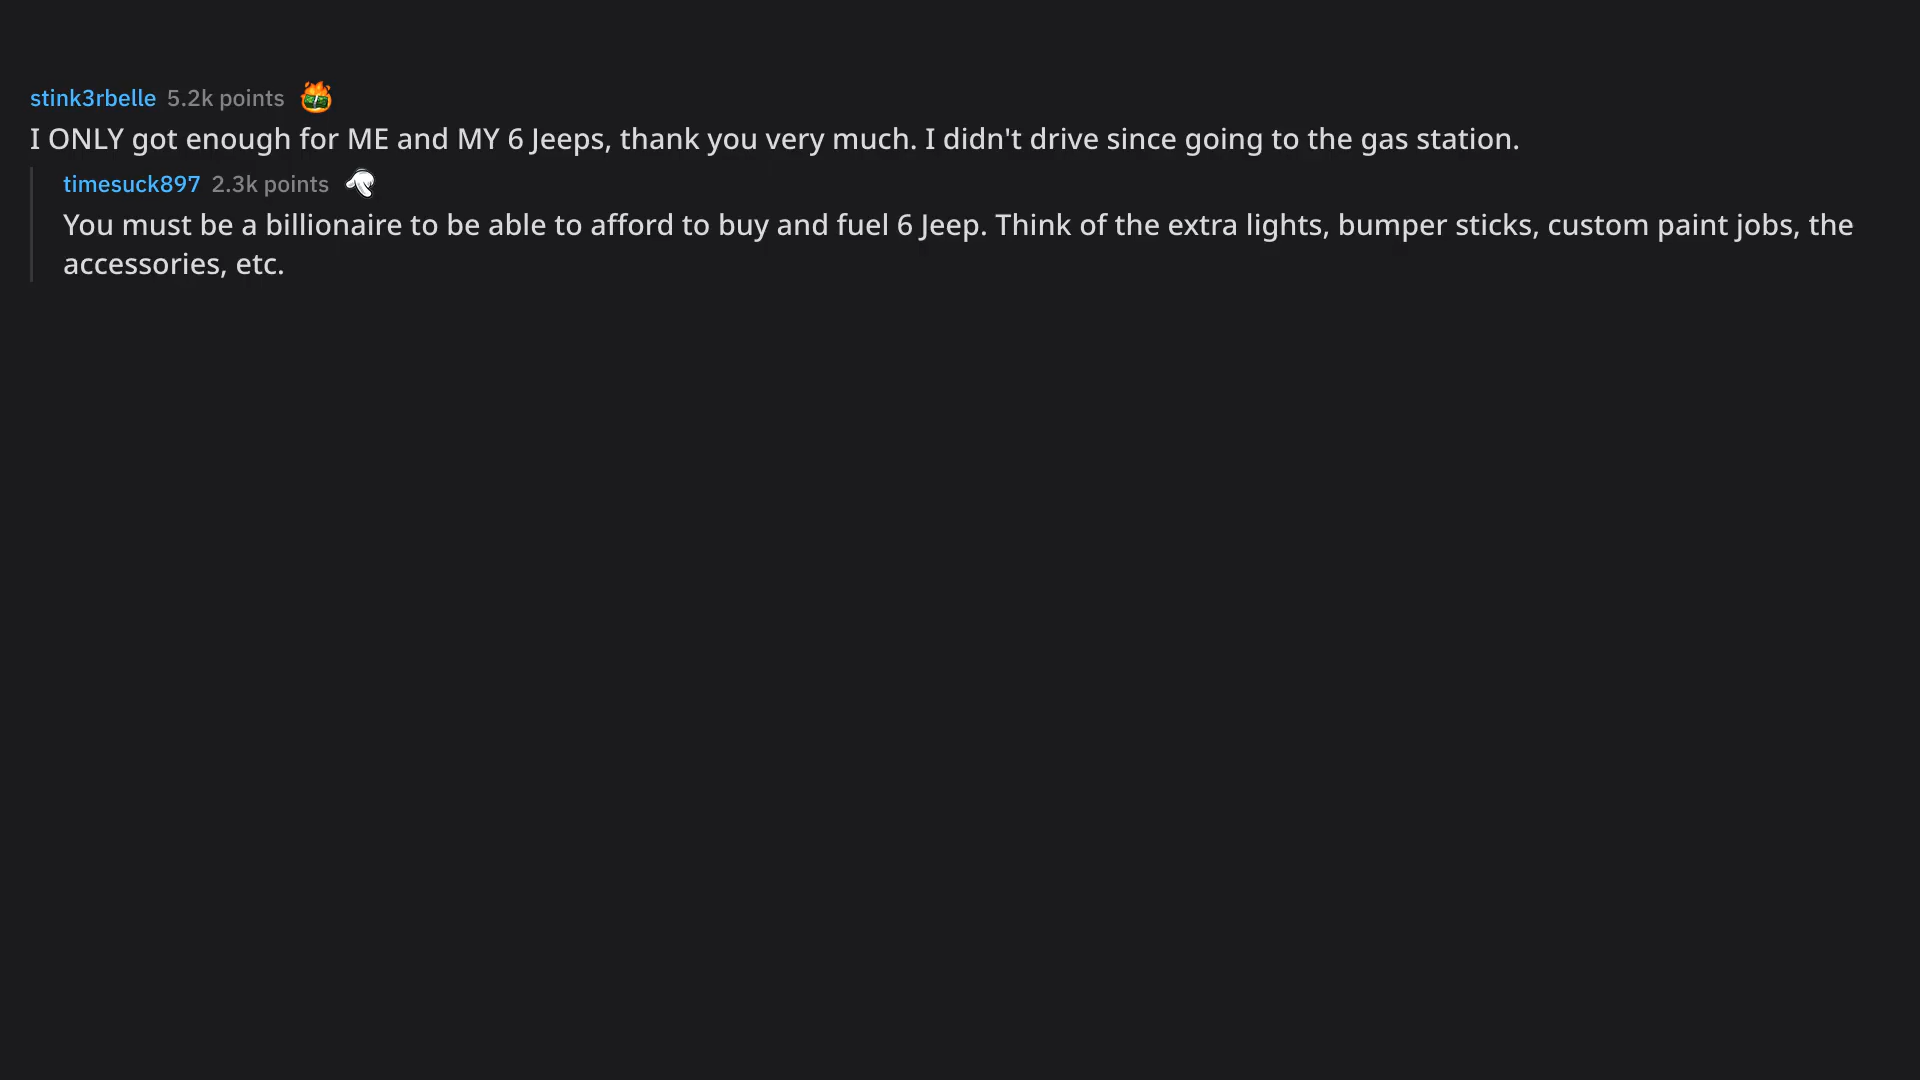 stink3rbelle 5.2k points
I ONLY got enough for ME and MY 6 Jeeps, thank you very much. I didn't drive since going to the gas station.
timesuck897 2.3k points
You must be a billionaire to be able to afford to buy and fuel 6 Jeep. Think of the extra lights, bumper sticks, custom paint jobs, the
accessories, etc.